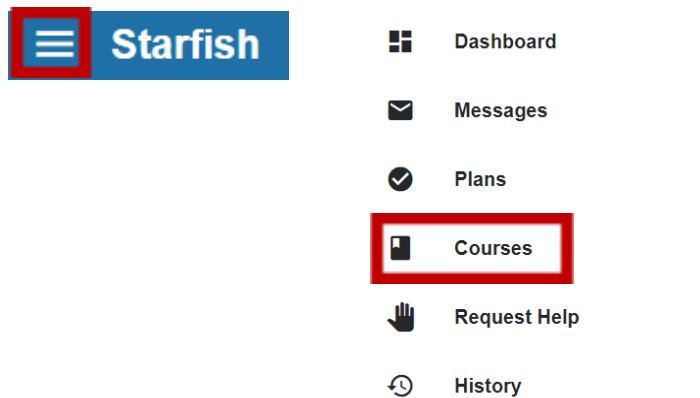 Starfish
Dashboard
Messages
Plans
Courses
Request Help
History